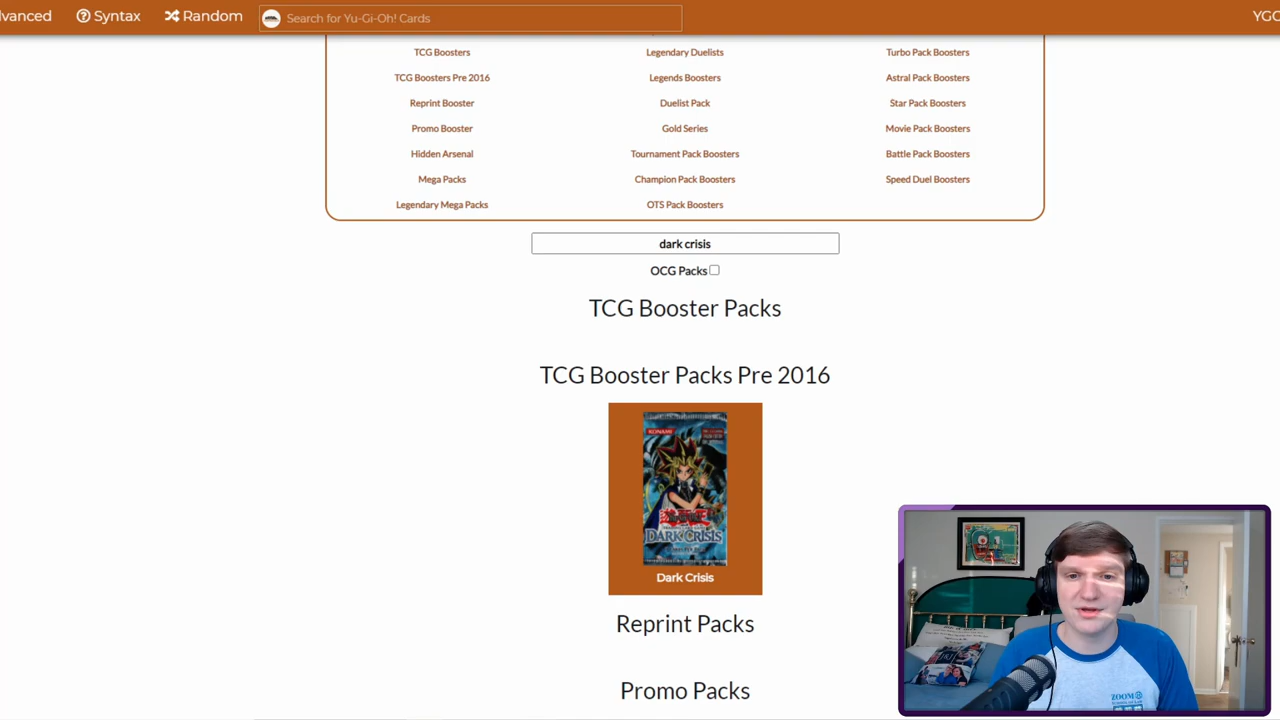 dvanced
Syntax
Random
Search for Yu-Gi-Oh! Cards
YGO
TCG Boosters
Legendary Duelists
Turbo Pack Boosters
TCG Boosters Pre 2016
Legends Boosters
Astral Pack Boosters
Reprint Booster
Duelist Pack
Star Pack Boosters
Promo Booster
Gold Series
Movie Pack Boosters
Hidden Arsenal
Tournament Pack Boosters
Battle Pack Boosters
Mega Packs
Champion Pack Boosters
Speed Duel Boosters
Legendary Mega Packs
OTS Pack Boosters
dark crisis
OCG Packs
TCG Booster Packs
TCG Booster Packs Pre 2016
KONAMI
DARK CRISIS
Dark Crisis
Reprint Packs
Promo Packs
ZOOM